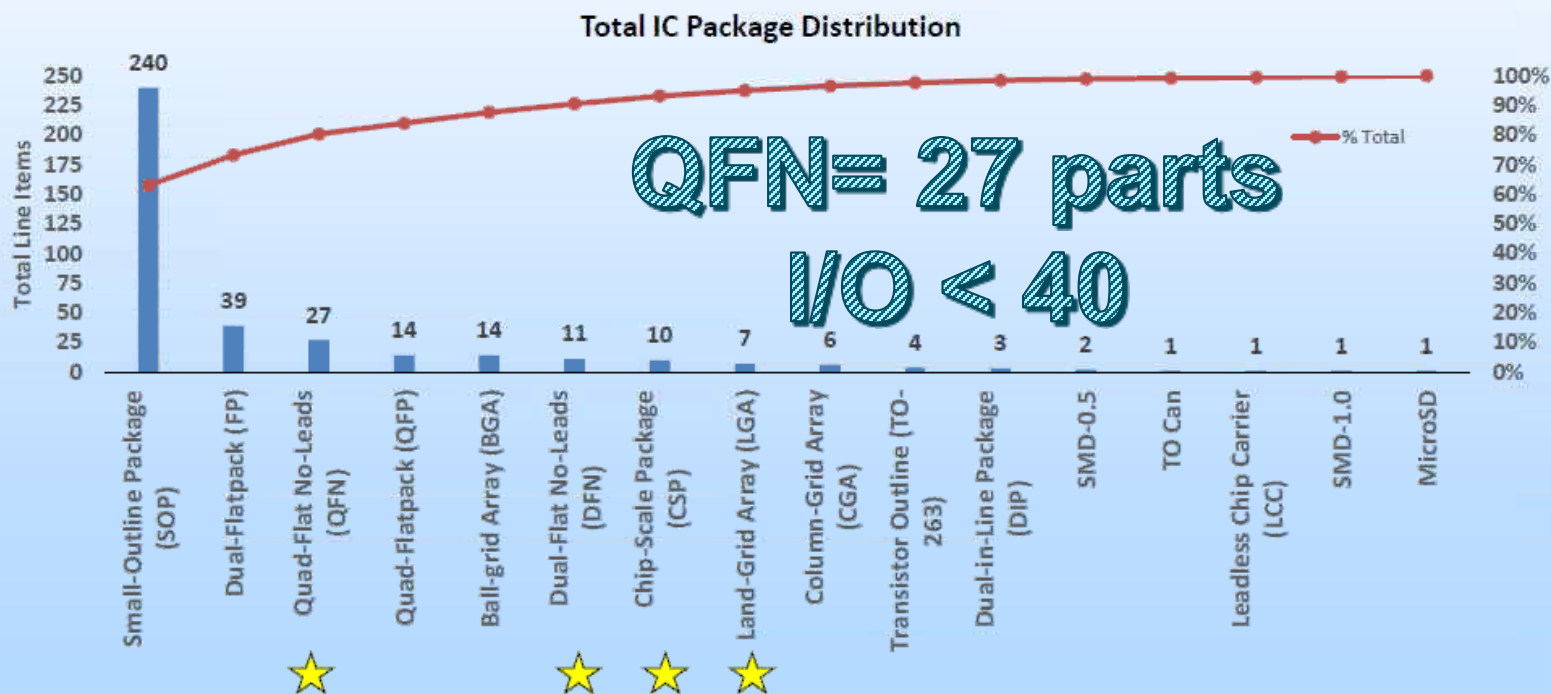 Total IC Package Distribution
Total Line Items
250
225
200
175
150
125
100
75
50
25
0
240
39
27
14
14
11
10
7
6
4
3
2
1
1
1
1
QFN= 27 parts
I/O < 40
% Total
100%
90%
80%
70%
60%
50%
40%
30%
20%
10%
0%
Small-Outline Package
(SOP)
Dual-Flatpack (FP)
Quad-Flat No-Leads
(QFN)
Quad-Flatpack (QFP)
Ball-grid Array (BGA)
Dual-Flat No-Leads
(DFN)
Chip-Scale Package
(CSP)
Land-Grid Array (LGA)
Column-Grid Array
(CGA)
Transistor Outline (TO-
263)
Dual-in-Line Package
(DIP)
SMD-0.5
TO Can
Leadless Chip Carrier
(LCC)
SMD-1.0
MicroSD